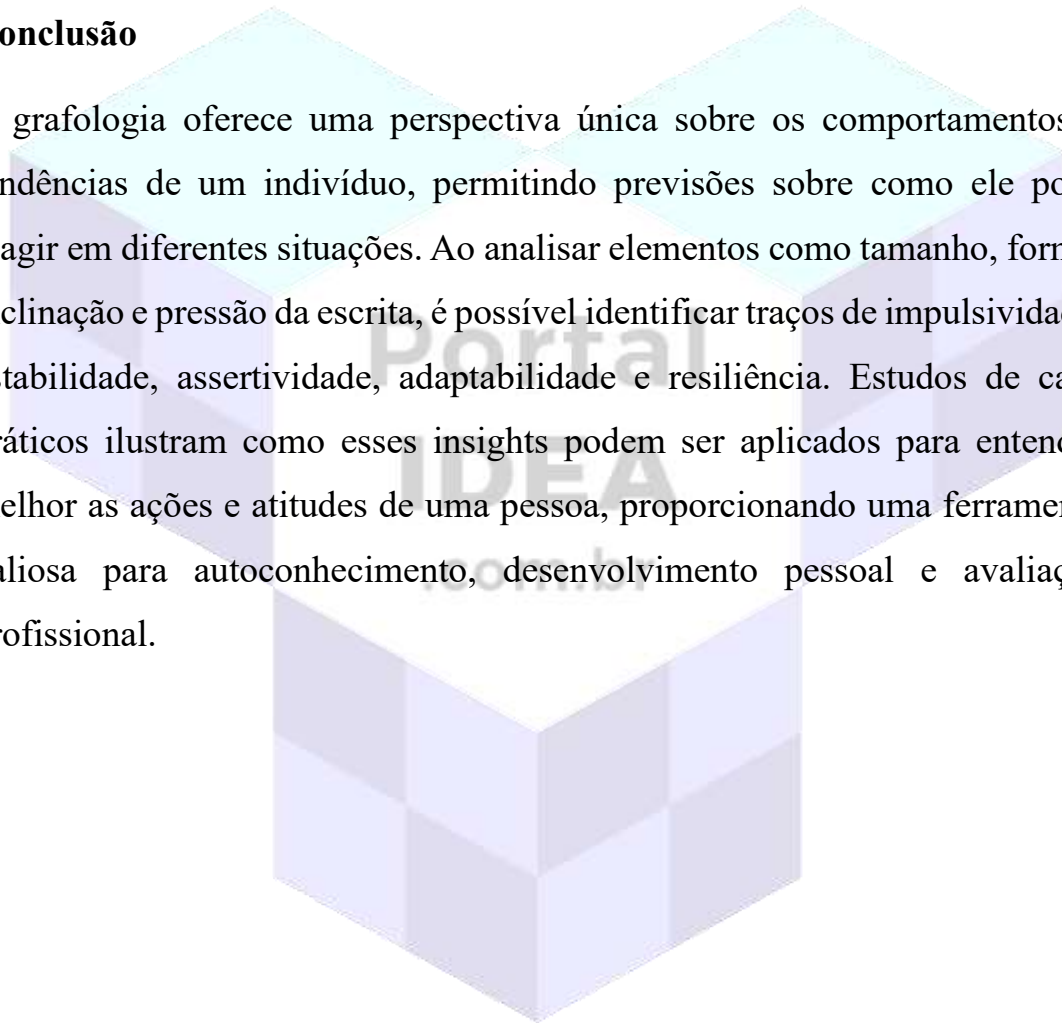 onclusão
grafologia oferece uma perspectiva única sobre os comportamentos
ndências de um indivíduo, permitindo previsões sobre como ele po
agir em diferentes situações. Ao analisar elementos como tamanho, forn
clinação e pressão da escrita, é possível identificar traços de impulsivida
stabilidade, assertividade, adaptabilidade e resiliência. Estudos de ca
ráticos ilustram como esses insights podem ser aplicados para entend
elhor as ações e atitudes de uma pessoa, proporcionando uma ferramen
aliosa para autoconhecimento, desenvolvimento pessoal e avaliaç
rofissional.
Portal
IDEA
.com.br